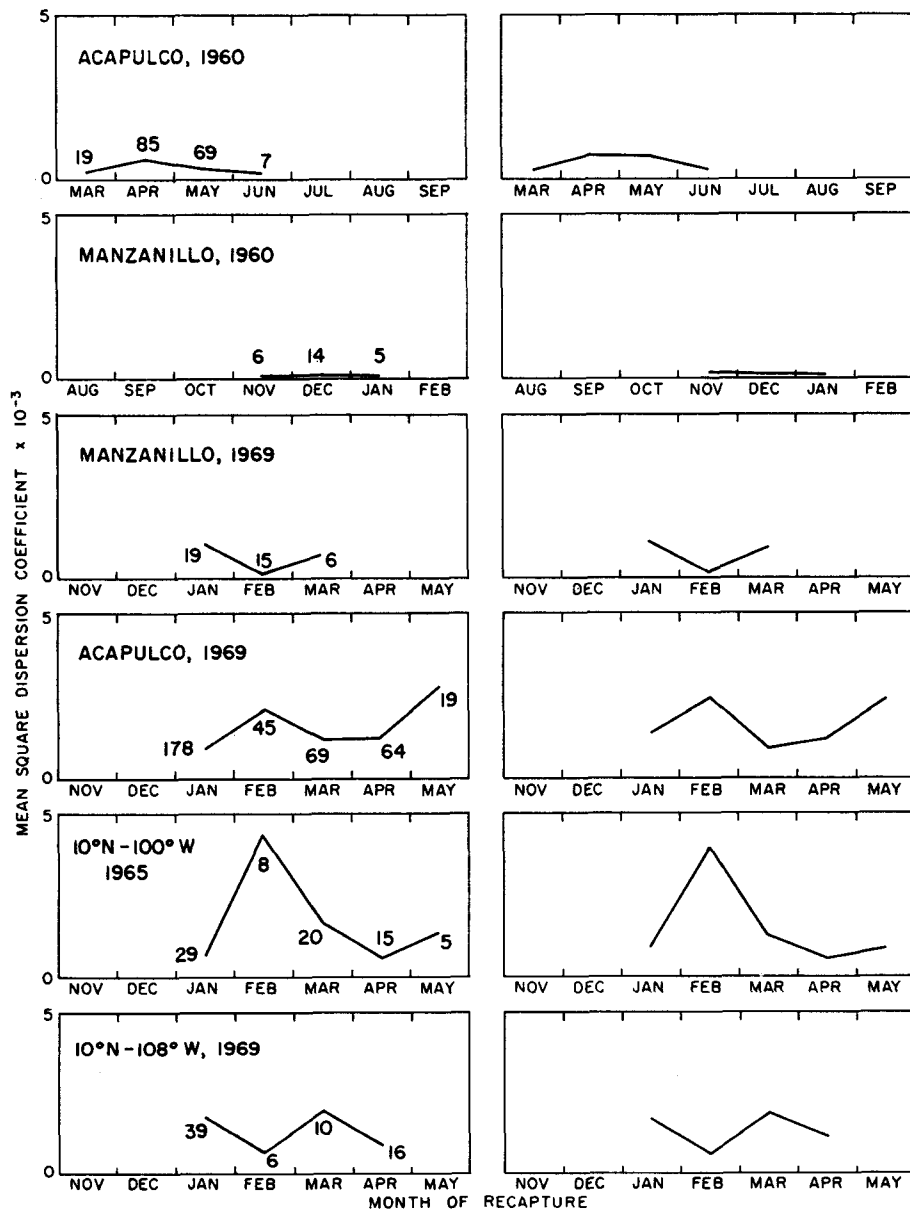 MEAN SQUARE DISPERSION COEFFICIENT × 10⁻³
5
ACAPULCO, 1960
19 85 69 7
0
MAR APR MAY JUN JUL AUG SEP
MAR APR MAY JUN JUL AUG SEP
5
MANZANILLO, 1960
6 14 5
0
AUG SEP OCT NOV DEC JAN FEB
AUG SEP OCT NOV DEC JAN FEB
5
MANZANILLO, 1969
19 15 6
0
NOV DEC JAN FEB MAR APR MAY
NOV DEC JAN FEB MAR APR MAY
5
ACAPULCO, 1969
178 45 69 64 19
0
NOV DEC JAN FEB MAR APR MAY
NOV DEC JAN FEB MAR APR MAY
5
10°N-100°W
1965
29 8 20 15 5
0
NOV DEC JAN FEB MAR APR MAY
NOV DEC JAN FEB MAR APR MAY
5
10°N-108°W, 1969
39 6 10 16
0
NOV DEC JAN FEB MAR APR MAY
NOV DEC JAN FEB MAR APR MAY
MONTH OF RECAPTURE